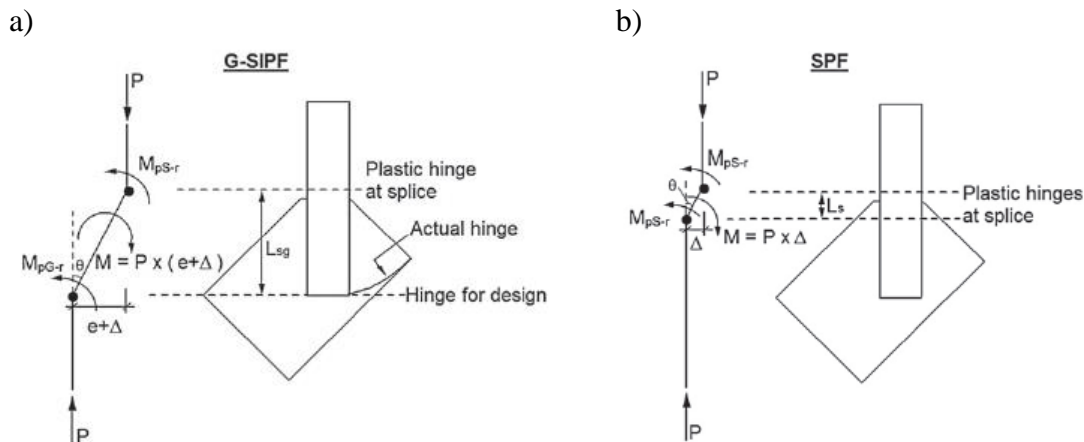 a)
G-SIPF
P
MpS-r
Plastic hinge
at splice
Lsg
Actual hinge
MpG-r
θ
M = P x ( e+Δ )
Hinge for design
e+Δ
P
b)
SPF
P
MpS-r
θ
Plastic hinges
at splice
Ls
MpS-r
Δ
M = P x Δ
P